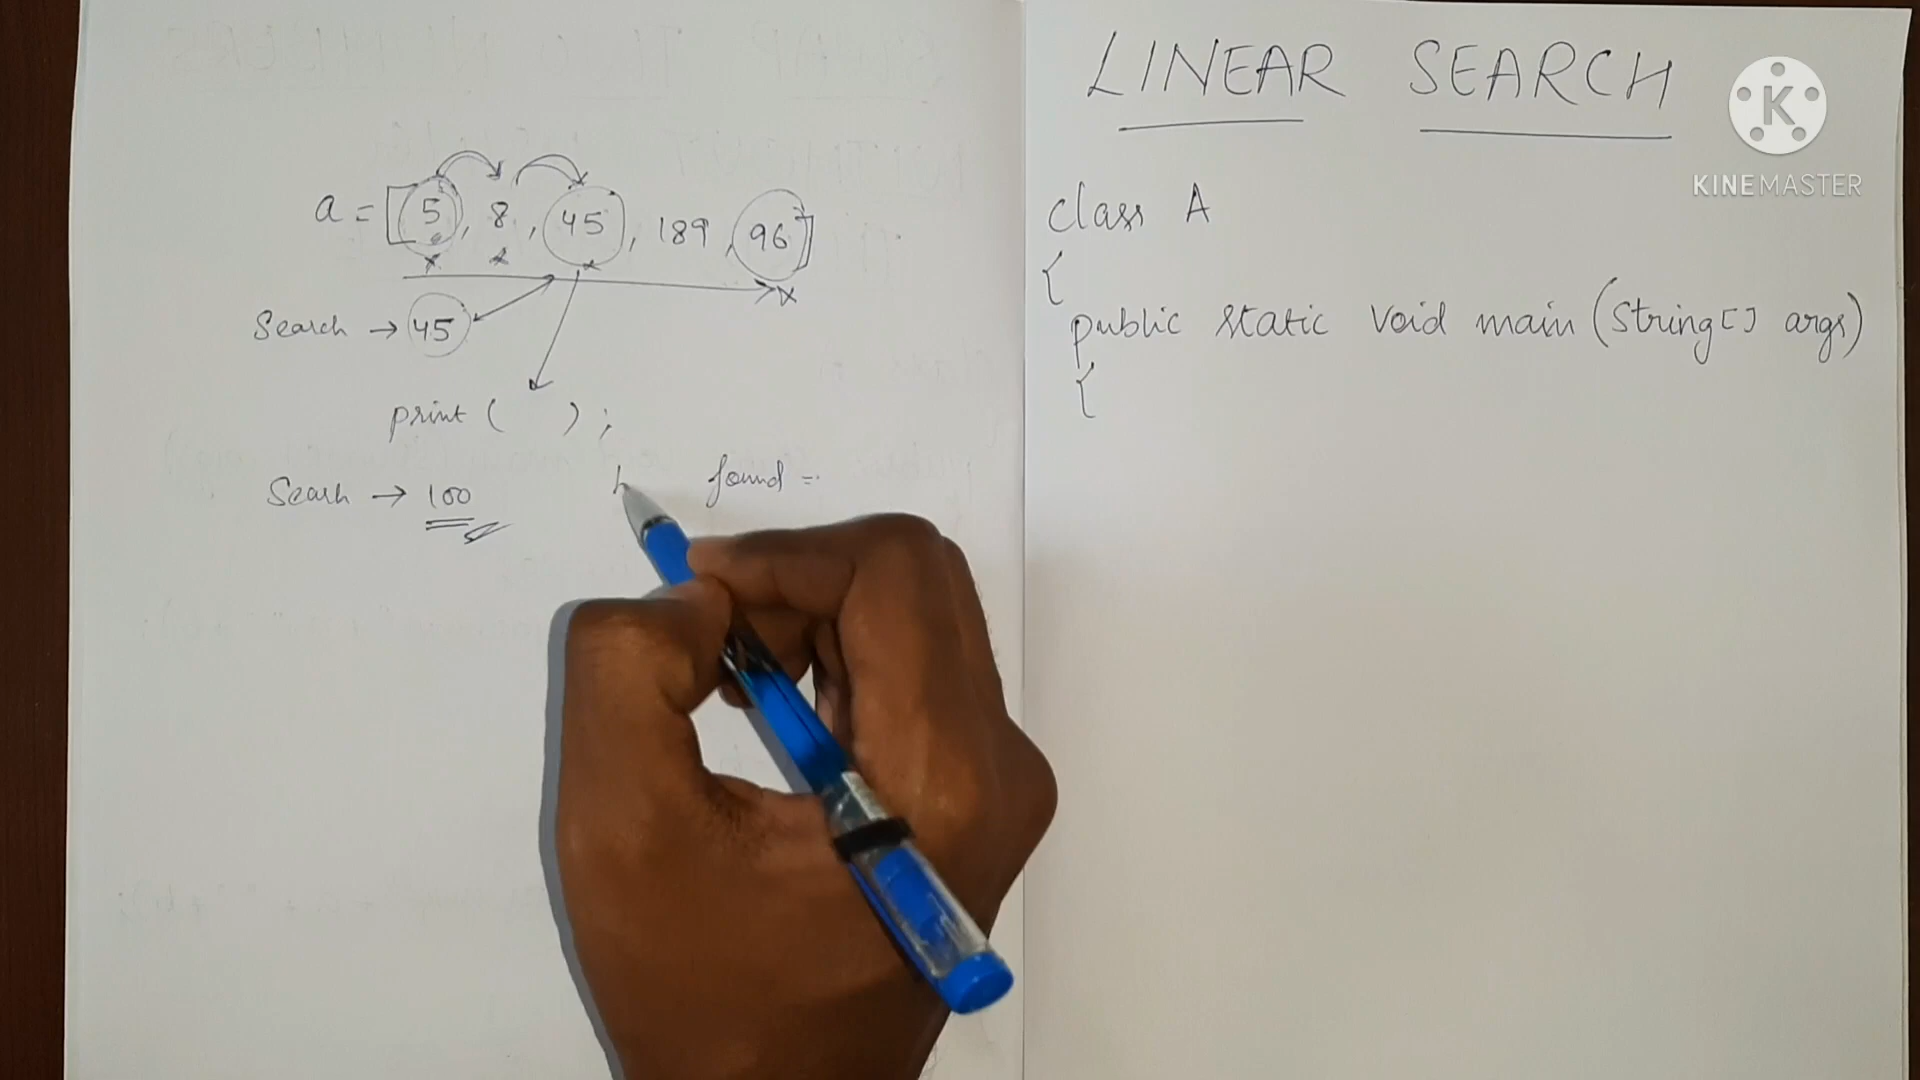 LINEAR SEARCH
K
KINEMASTER
a = [5, 8, 45, 189, 96]
Search → 45
print( );
Search → 100
found =
class A
{
public static void main (String[] args)
{